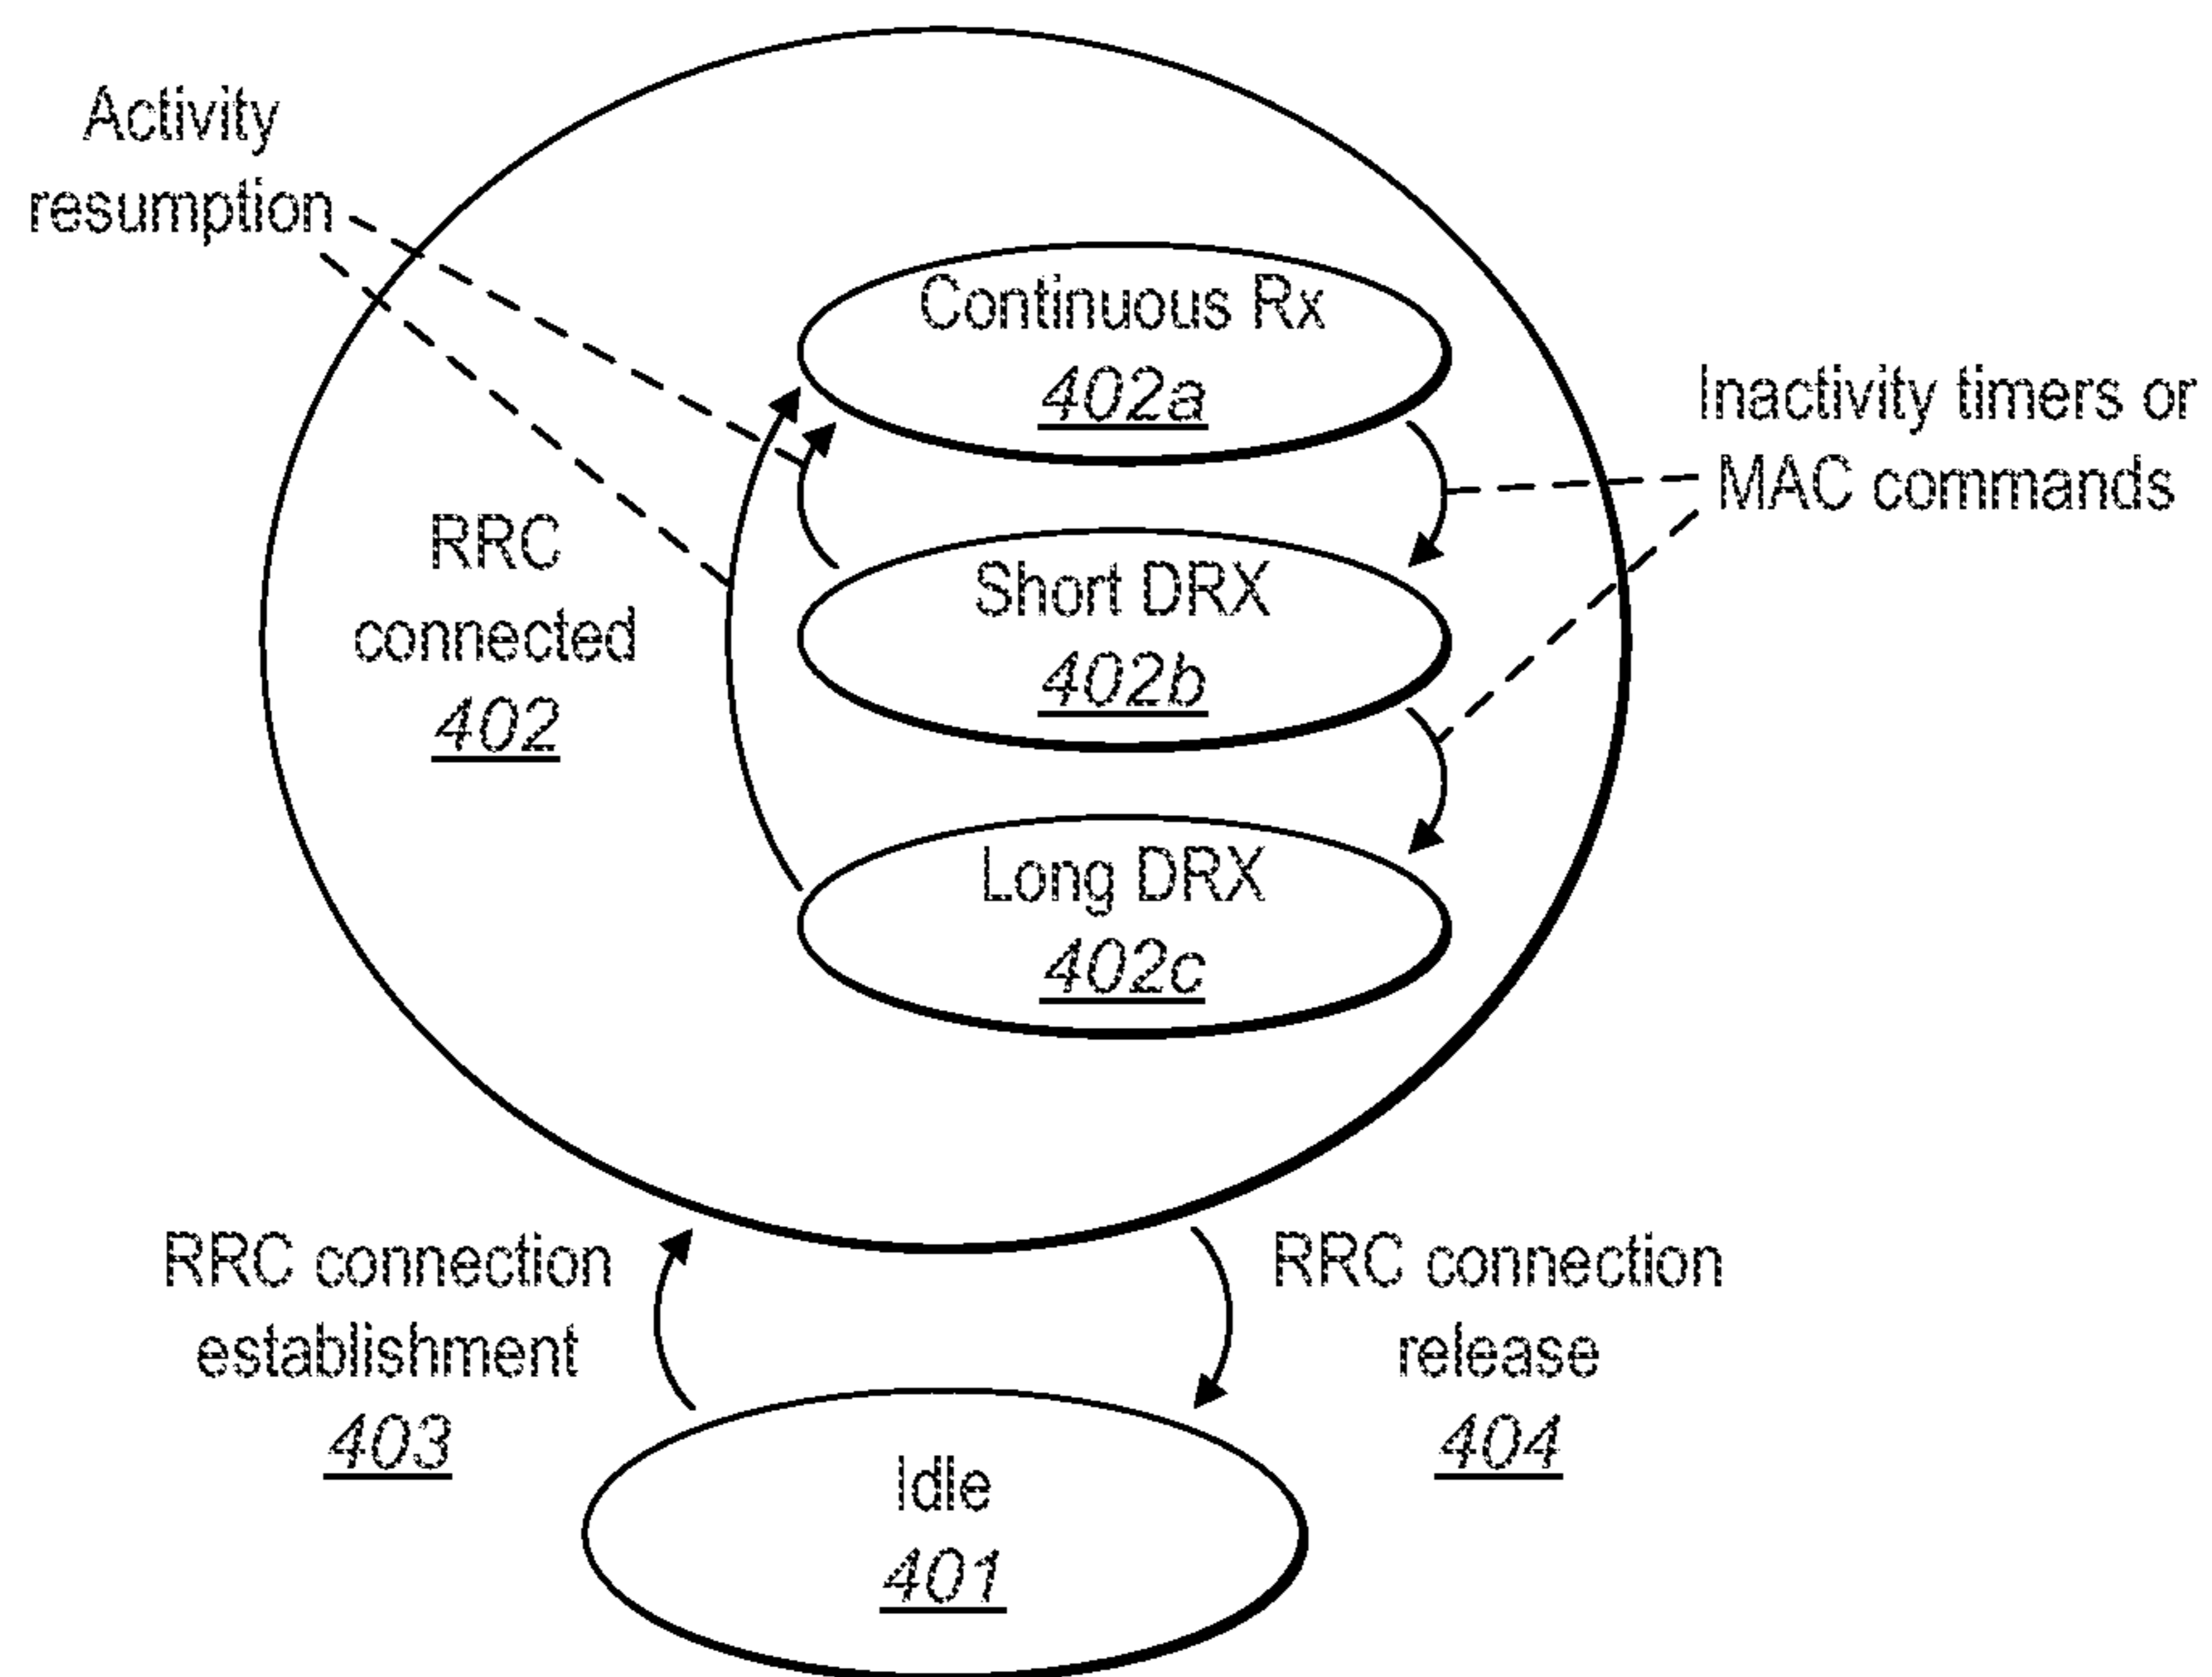 Activity
resumption
Continuous Rx
402a
Inactivity timers or
MAC commands
RRC
connected
402
Short DRX
402b
Long DRX
402c
RRC connection
establishment
403
RRC connection
release
404
Idle
401